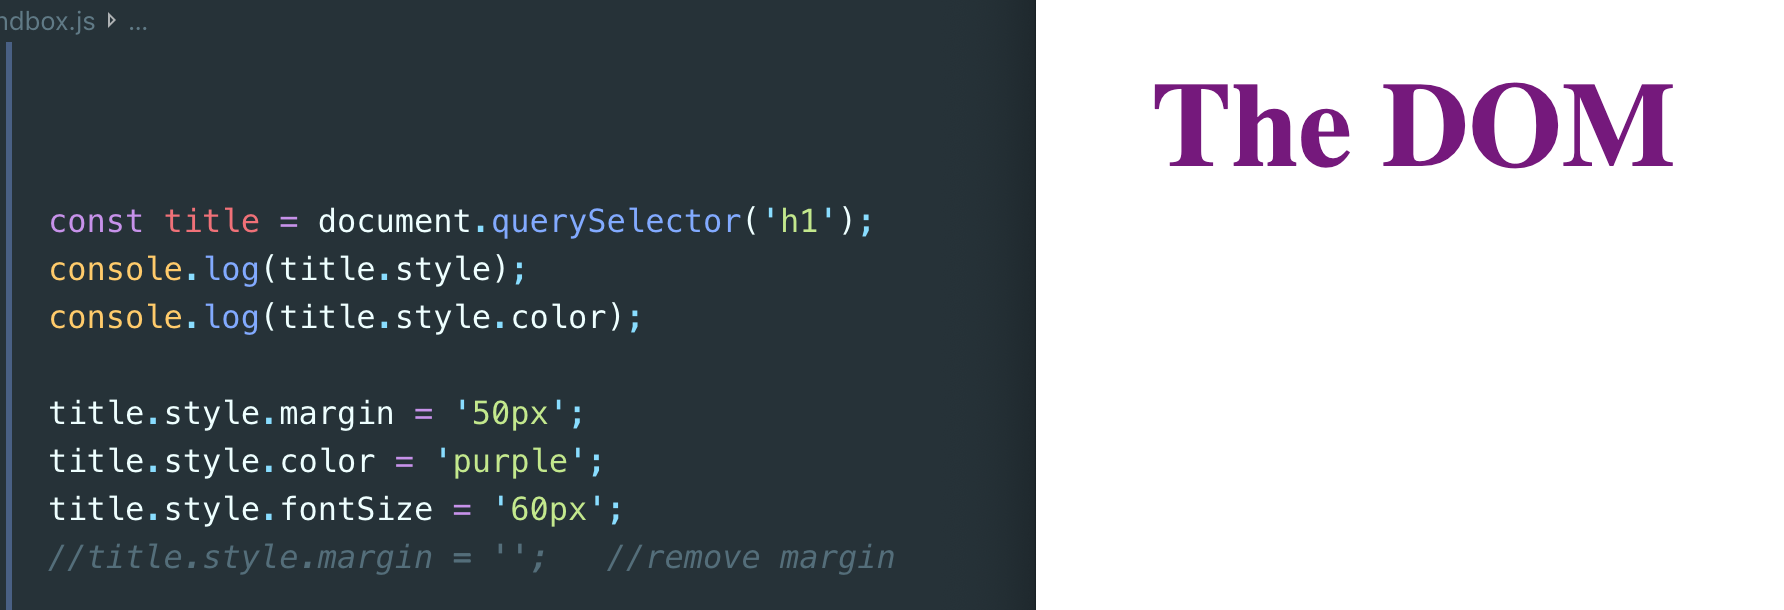 ndbox.js ...
const title = document.querySelector('h1');
console.log(title.style);
console.log(title.style.color);
title.style.margin = '50px';
title.style.color = 'purple';
title.style.fontSize = '60px';
//title.style.margin = '';   //remove margin
The DOM